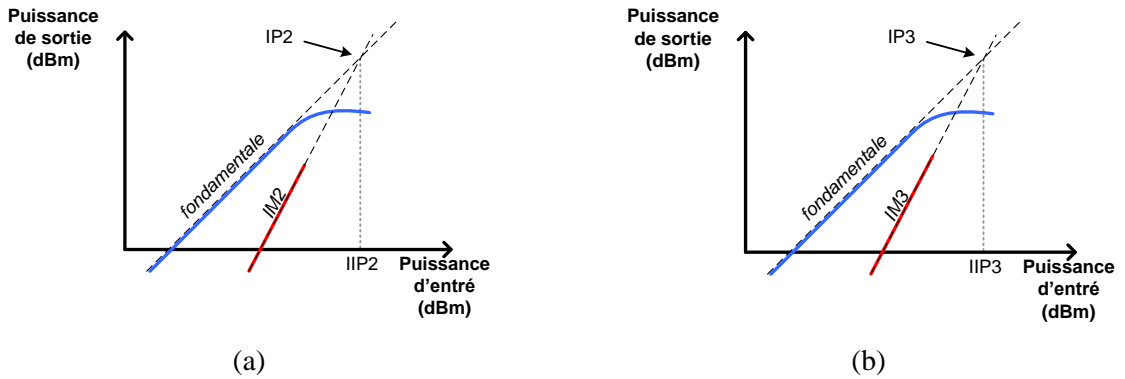 Puissance
de sortie
(dBm)
IP2
fondamentale
IM2
IIP2
Puissance
d'entré
(dBm)
(a)
Puissance
de sortie
(dBm)
IP3
fondamentale
IM3
IIP3
Puissance
d'entré
(dBm)
(b)